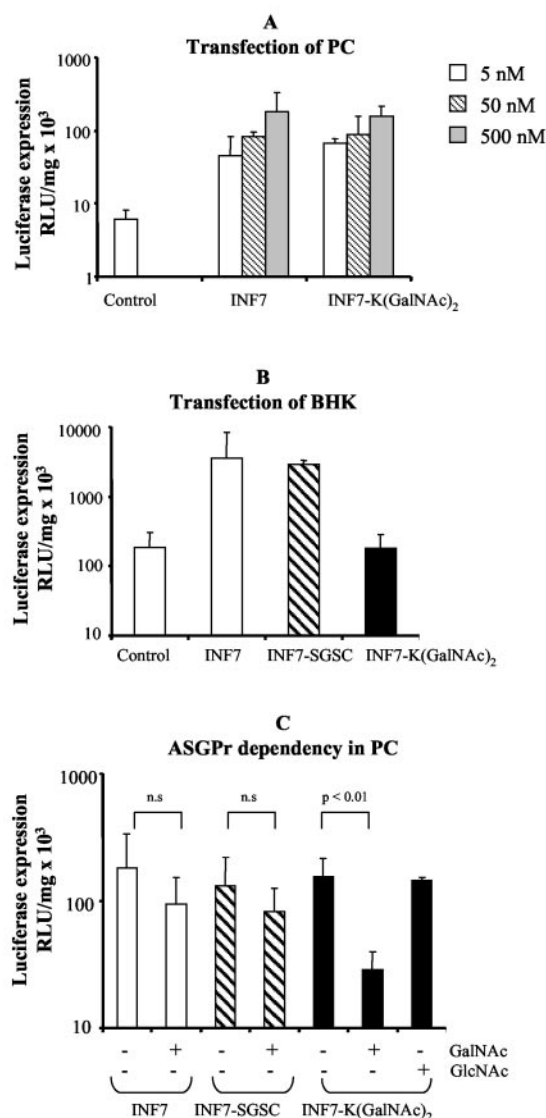 A
Transfection of PC
Luciferase expression
RLU/mg x 10³
1000
100
10
1
Control
INF7
INF7-K(GalNAc)₂
5 nM
50 nM
500 nM
B
Transfection of BHK
Luciferase expression
RLU/mg x 10³
10000
1000
100
10
Control
INF7
INF7-SGSC
INF7-K(GalNAc)₂
C
ASGPr dependency in PC
Luciferase expression
RLU/mg x 10³
1000
100
10
n.s
n.s
p < 0.01
- + - + - + - GalNAc
- - - - - - + GlcNAc
INF7
INF7-SGSC
INF7-K(GalNAc)₂